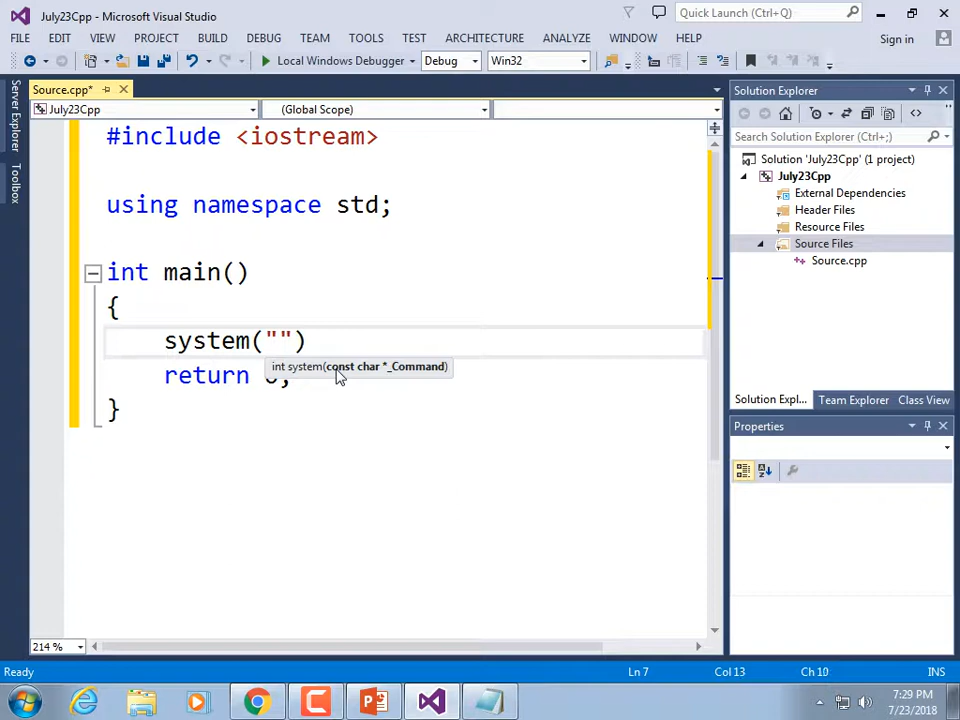 July23Cpp - Microsoft Visual Studio
Quick Launch (Ctrl+Q)
FILE EDIT VIEW PROJECT BUILD DEBUG TEAM TOOLS TEST ARCHITECTURE ANALYZE WINDOW HELP
Sign in
Local Windows Debugger Debug Win32
Server Explorer
Toolbox
Source.cpp*
July23Cpp (Global Scope)
#include <iostream>
using namespace std;
int main()
{
system("")
int system(const char *_Command)
return 0;
}
214 %
Solution Explorer
Search Solution Explorer (Ctrl+;)
Solution 'July23Cpp' (1 project)
July23Cpp
External Dependencies
Header Files
Resource Files
Source Files
Source.cpp
Solution Expl... Team Explorer Class View
Properties
Ready Ln 7 Col 13 Ch 10 INS
7:29 PM
7/23/2018